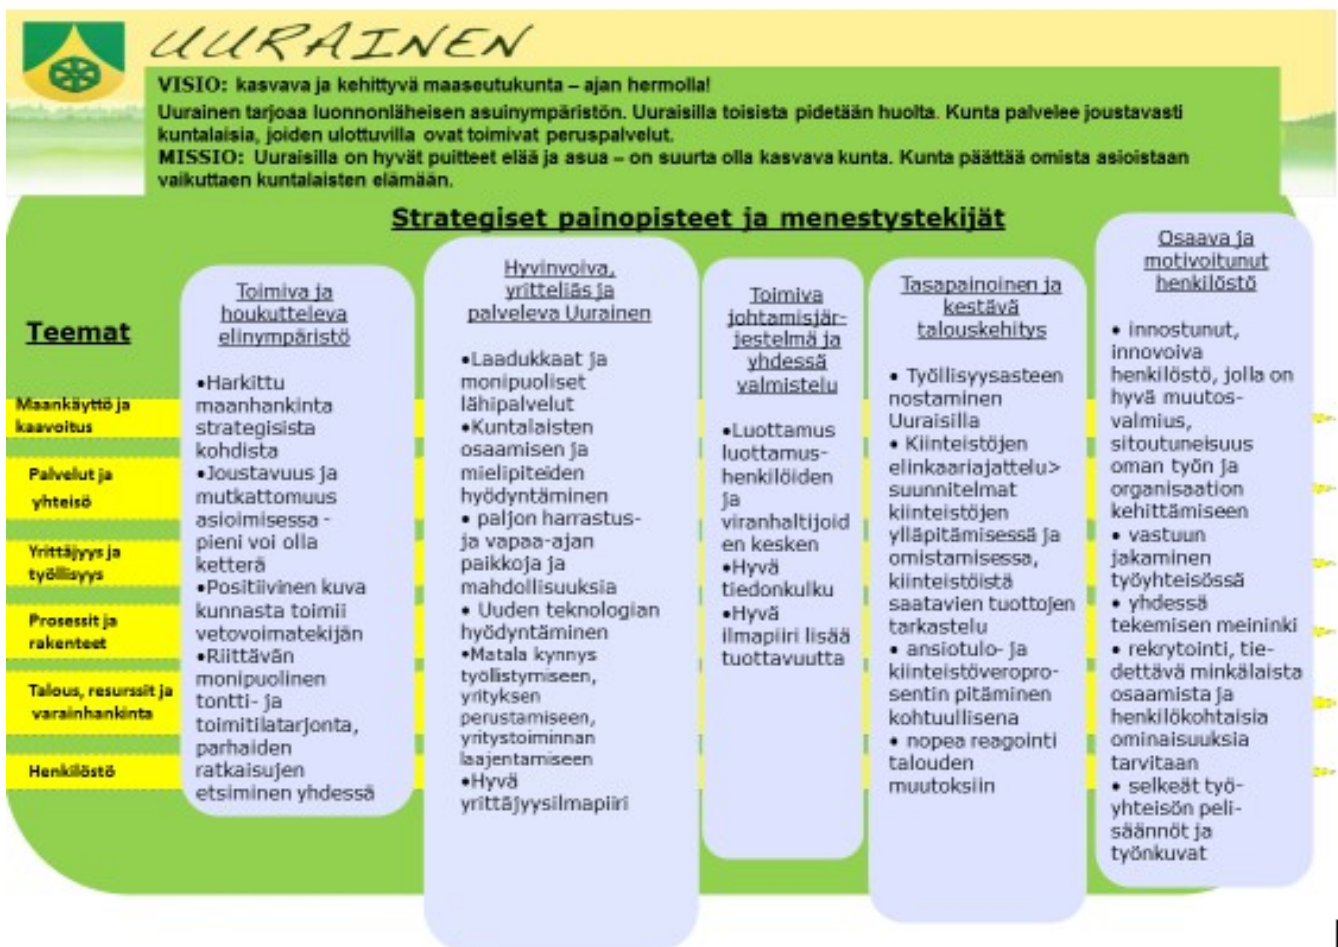 UURAINEN
VISIO: kasvava ja kehittyvä maaseutukunta – ajan hermolla!
Uurainen tarjoaa luonnonläheisen asuinympäristön. Uuraisilla toisista pidetään huolta. Kunta palvelee joustavasti
kuntalaisia, joiden ulottuvilla ovat toimivat peruspalvelut.
MISSIO: Uuraisilla on hyvät puitteet elää ja asua – on suurta olla kasvava kunta. Kunta päättää omista asioistaan
vaikuttaen kuntalaisten elämään.
Strategiset painopisteet ja menestystekijät
Teemat
Maankäyttö ja
kaavoitus
Palvelut ja
yhteisö
Yrittäjyys ja
työllisyys
Prosessit ja
rakenteet
Talous, resurssit ja
varainhankinta
Henkilöstö
Toimiva ja
houkutteleva
elinympäristö
•Harkittu
maanhankinta
strategisista
kohdista
•Joustavuus ja
mutkattomuus
asioimisessa -
pieni voi olla
ketterä
•Positiivinen kuva
kunnasta toimii
vetovoimatekijän
•Riittävän
monipuolinen
tontti- ja
toimitilatarjonta,
parhaiden
ratkaisujen
etsiminen yhdessä
Hyvinvoiva,
yritteliäs ja
palveleva Uurainen
•Laadukkaat ja
monipuoliset
lähipalvelut
•Kuntalaisten
osaamisen ja
mielipiteiden
hyödyntäminen
• paljon harrastus-
ja vapaa-ajan
paikkoja ja
mahdollisuuksia
• Uuden teknologian
hyödyntäminen
•Matala kynnys
työllistymiseen,
yrityksen
perustamiseen,
yritystoiminnan
laajentamiseen
•Hyvä
yrittäjyysilmapiiri
Toimiva
johtamisjär-
jestelmä ja
yhdessä
valmistelu
•Luottamus
luottamus-
henkilöiden
ja
viranhaltijoid
en kesken
•Hyvä
tiedonkulku
•Hyvä
ilmapiiri lisää
tuottavuutta
Tasapainoinen ja
kestävä
talouskehitys
• Työllisyysasteen
nostaminen
Uuraisilla
• Kiinteistöjen
elinkaariajattelu>
suunnitelmat
kiinteistöjen
ylläpitämisessä ja
omistamisessa,
kiinteistöistä
saatavien tuottojen
tarkastelu
• ansiotulo- ja
kiinteistöveropro-
sentin pitäminen
kohtuullisena
• nopea reagointi
talouden
muutoksiin
Osaava ja
motivoitunut
henkilöstö
• innostunut,
innovoiva
henkilöstö, jolla on
hyvä muutos-
valmius,
sitoutuneisuus
oman työn ja
organisaation
kehittämiseen
• vastuun
jakaminen
työyhteisössä
• yhdessä
tekemisen meininki
• rekrytointi, tie-
dettävä minkälaista
osaamista ja
henkilökohtaisia
ominaisuuksia
tarvitaan
• selkeät työ-
yhteisön peli-
säännöt ja
työnkuvat